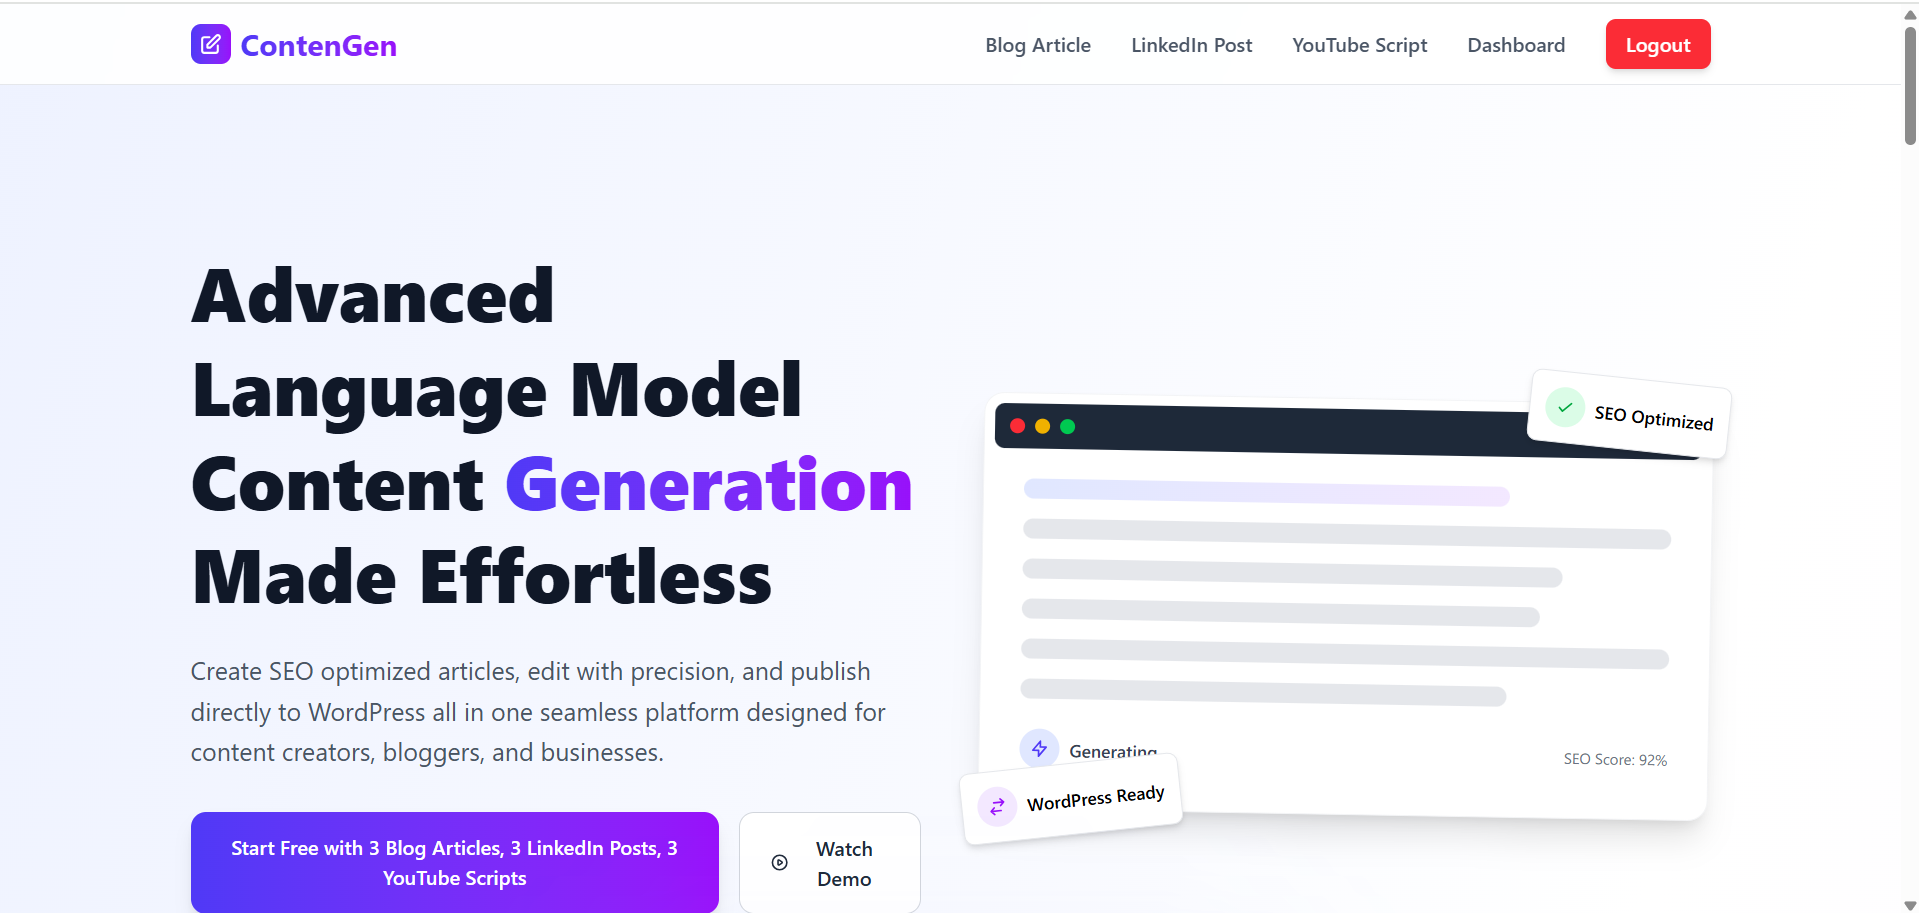 ContenGen
Blog Article
LinkedIn Post
YouTube Script
Dashboard
Logout
Advanced
Language Model
Content Generation
Made Effortless
Create SEO optimized articles, edit with precision, and publish
directly to WordPress all in one seamless platform designed for
content creators, bloggers, and businesses.
Start Free with 3 Blog Articles, 3 LinkedIn Posts, 3
YouTube Scripts
Watch
Demo
SEO Optimized
Generating
SEO Score: 92%
WordPress Ready